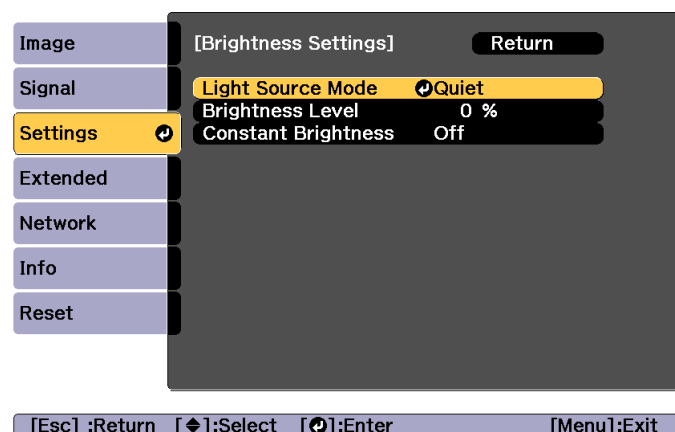 Image
Signal
Settings
Extended
Network
Info
Reset
[Brightness Settings] Return
Light Source Mode Quiet
Brightness Level 0 %
Constant Brightness Off
[Esc] :Return [◆]:Select [↵]:Enter [Menu]:Exit